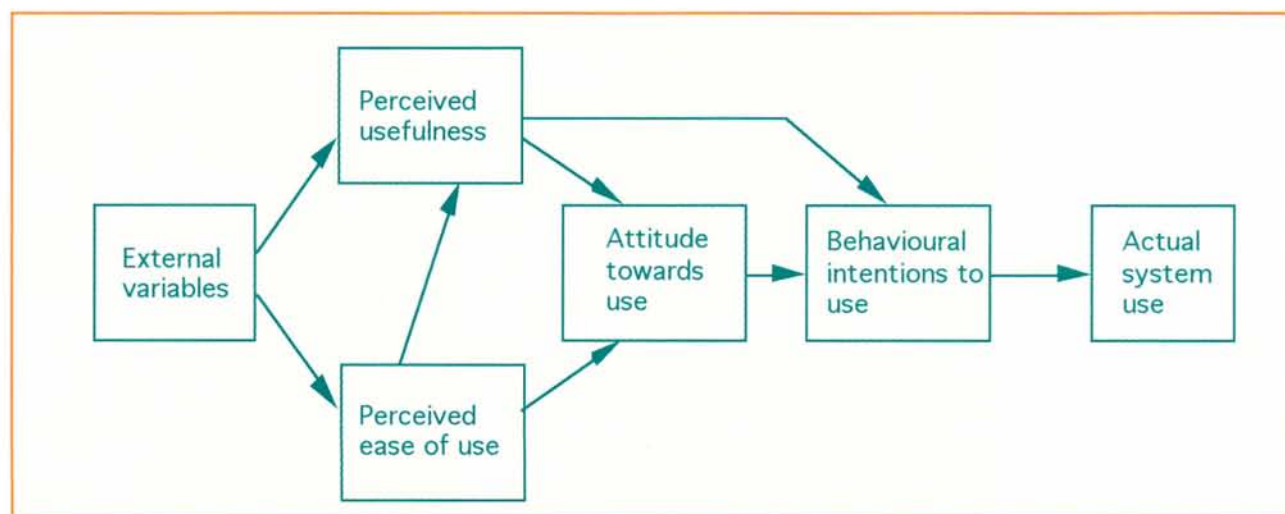 Perceived
usefulness
External
variables
Attitude
towards
use
Behavioural
intentions to
use
Actual
system
use
Perceived
ease of use